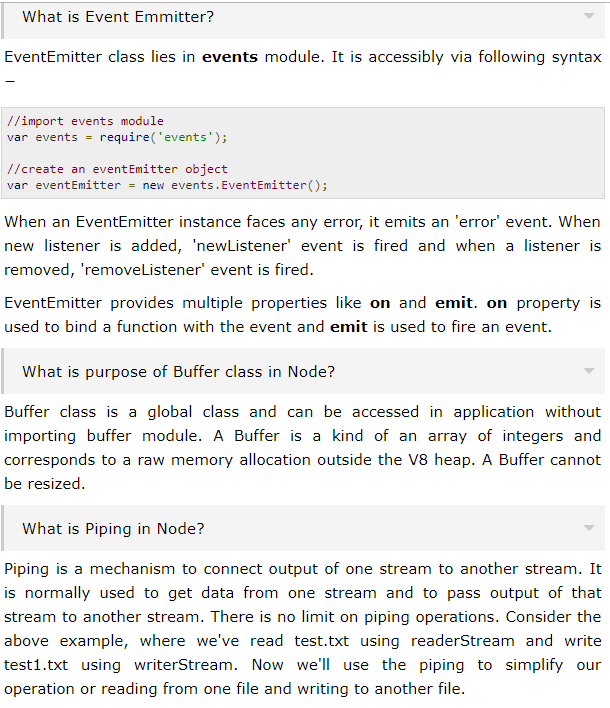 What is Event Emmitter?
EventEmitter class lies in events module. It is accessibly via following syntax
–
//import events module
var events = require('events');
//create an eventEmitter object
var eventEmitter = new events.EventEmitter();
When an EventEmitter instance faces any error, it emits an 'error' event. When
new listener is added, 'newListener' event is fired and when a listener is
removed, 'removeListener' event is fired.
EventEmitter provides multiple properties like on and emit. on property is
used to bind a function with the event and emit is used to fire an event.
What is purpose of Buffer class in Node?
Buffer class is a global class and can be accessed in application without
importing buffer module. A Buffer is a kind of an array of integers and
corresponds to a raw memory allocation outside the V8 heap. A Buffer cannot
be resized.
What is Piping in Node?
Piping is a mechanism to connect output of one stream to another stream. It
is normally used to get data from one stream and to pass output of that
stream to another stream. There is no limit on piping operations. Consider the
above example, where we've read test.txt using readerStream and write
test1.txt using writerStream. Now we'll use the piping to simplify our
operation or reading from one file and writing to another file.